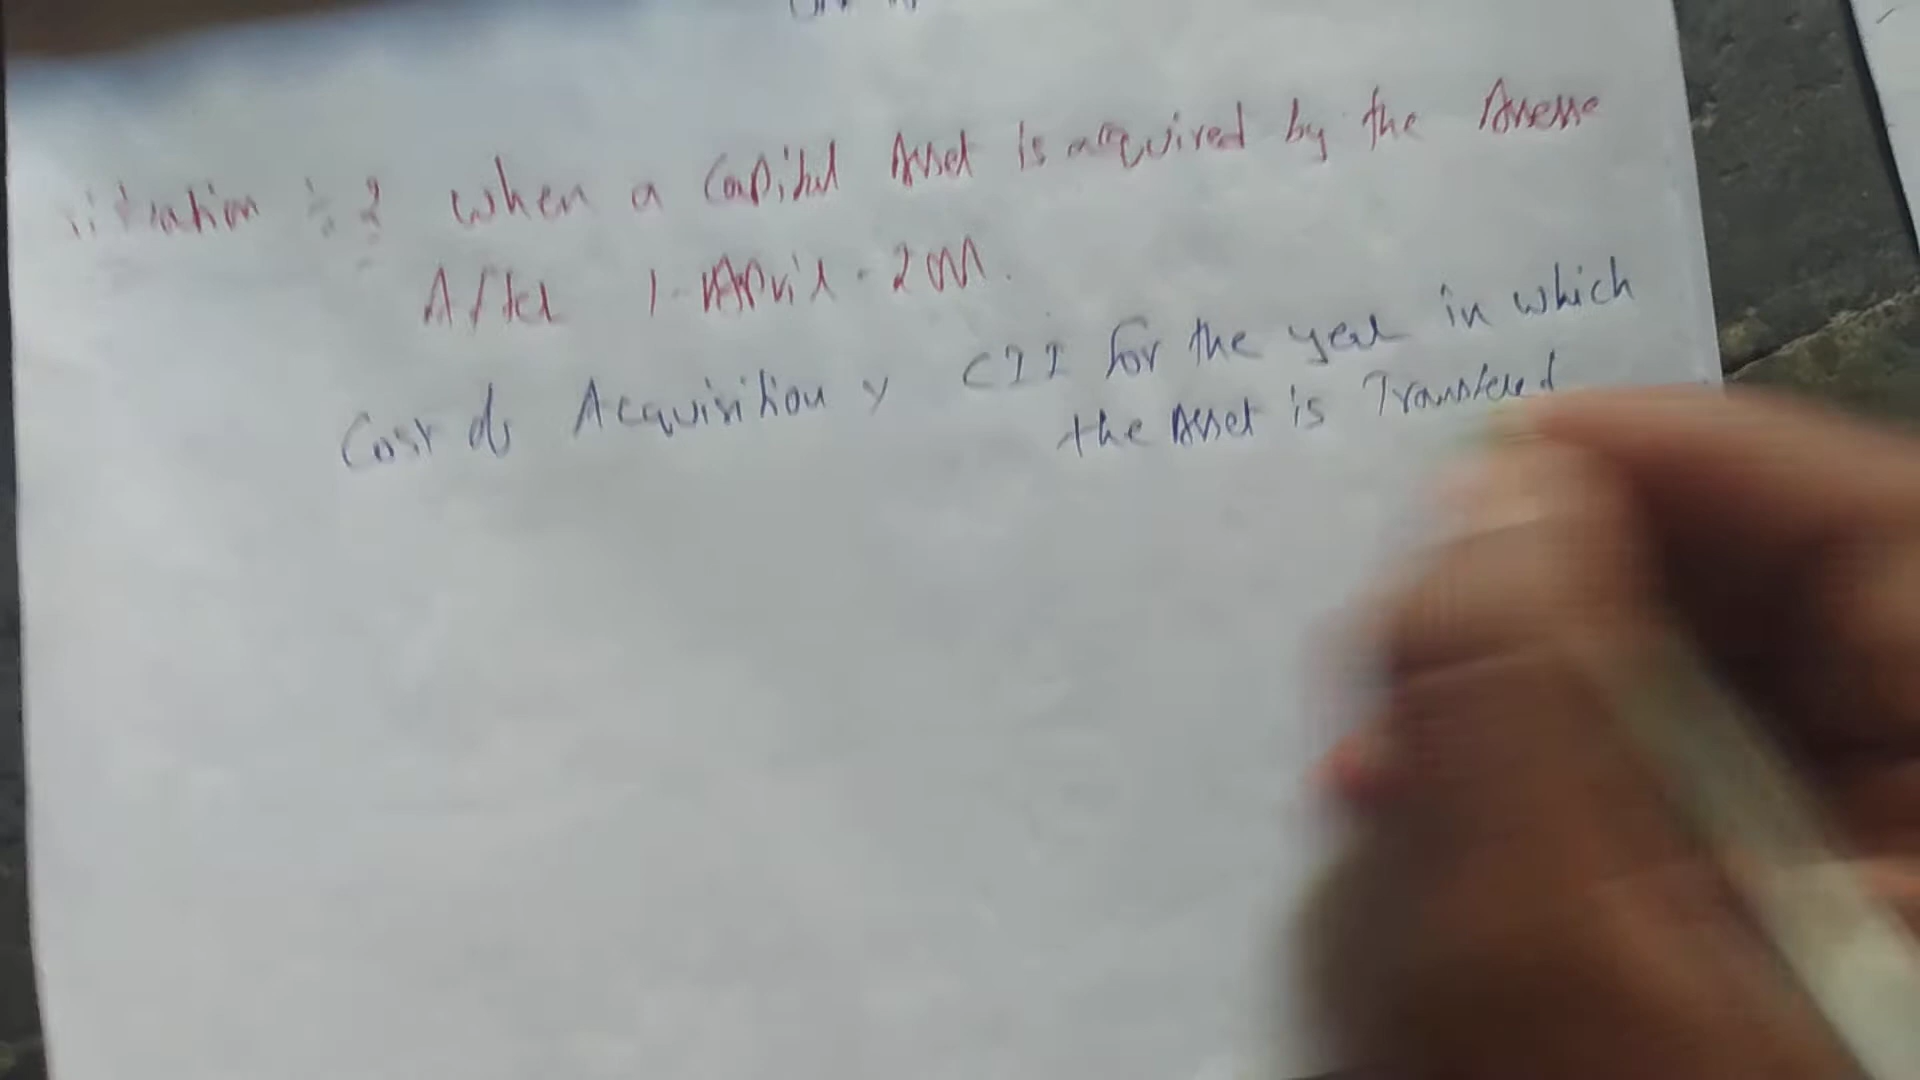 Situation :- 2 when a Capital Asset is acquired by the Assesse
After 1-April-2001.
Cost of Acquisition x CII for the year in which
the Asset is Transfered